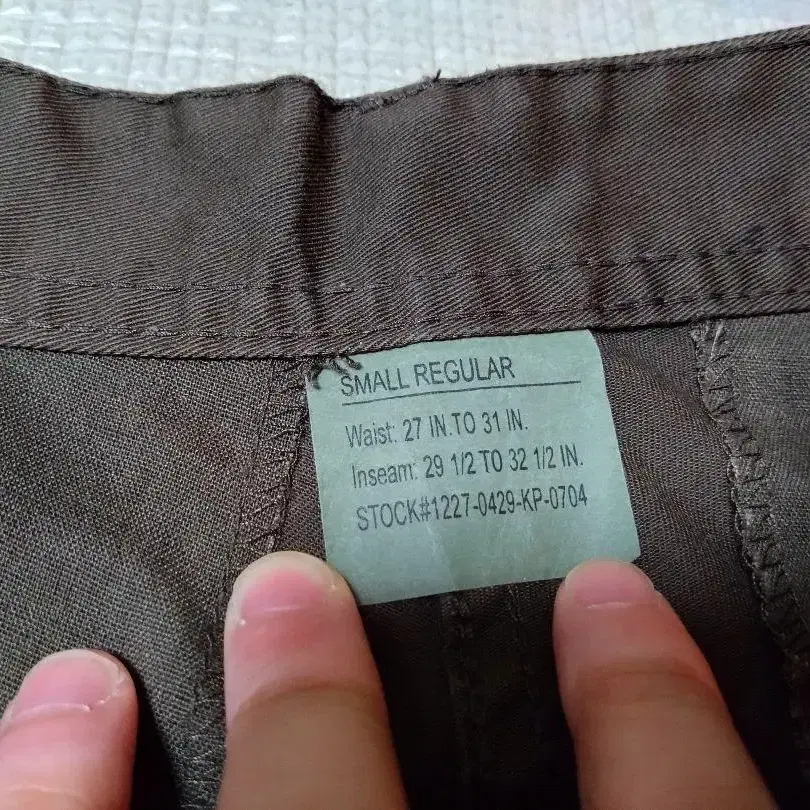 SMALL REGULAR
Waist: 27 IN.TO 31 IN.
Inseam: 29 1/2 TO 32 1/2 IN.
STOCK#1227-0429-KP-0704